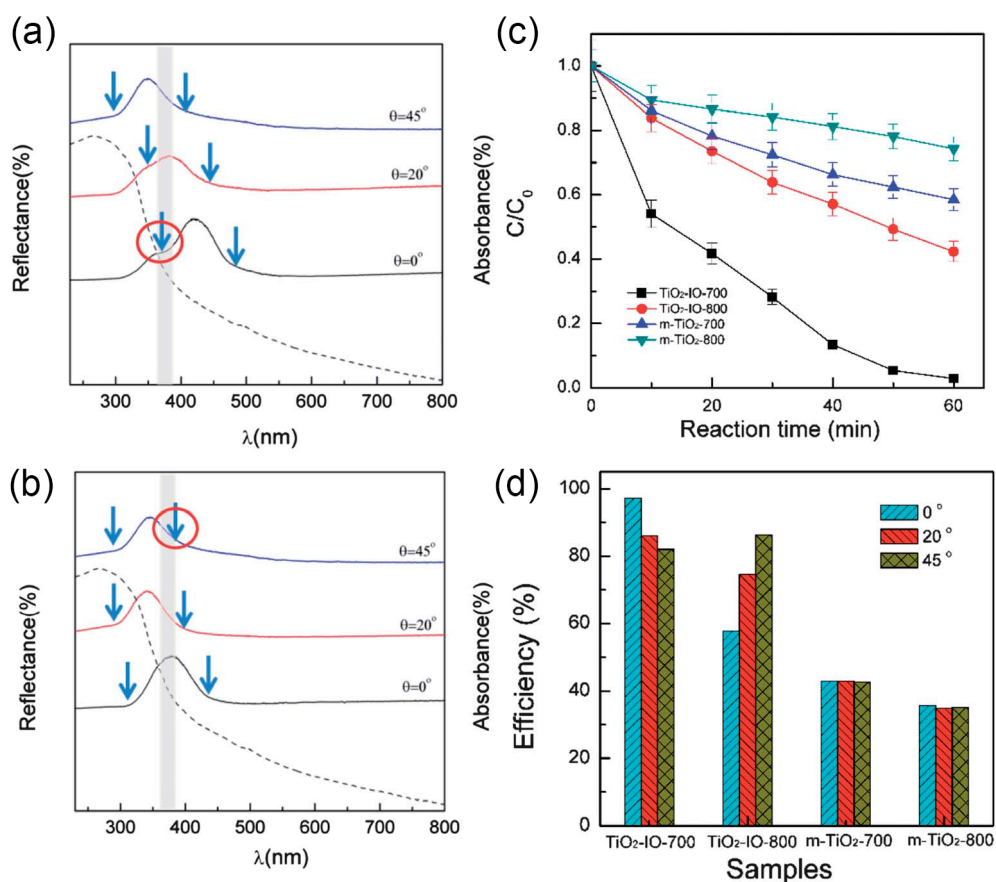 (a)
Reflectance(%)
θ=45°
θ=20°
θ=0°
Absorbance(%)
300 400 500 600 700 800
λ(nm)
(b)
Reflectance(%)
θ=45°
θ=20°
θ=0°
Absorbance(%)
300 400 500 600 700 800
λ(nm)
(c)
C/C₀
1.0
0.8
0.6
0.4
0.2
0.0
TiO₂-IO-700
TiO₂-IO-800
m-TiO₂-700
m-TiO₂-800
0 20 40 60
Reaction time (min)
(d)
Efficiency (%)
100
80
60
40
20
0
0 °
20 °
45 °
TiO₂-IO-700 TiO₂-IO-800 m-TiO₂-700 m-TiO₂-800
Samples